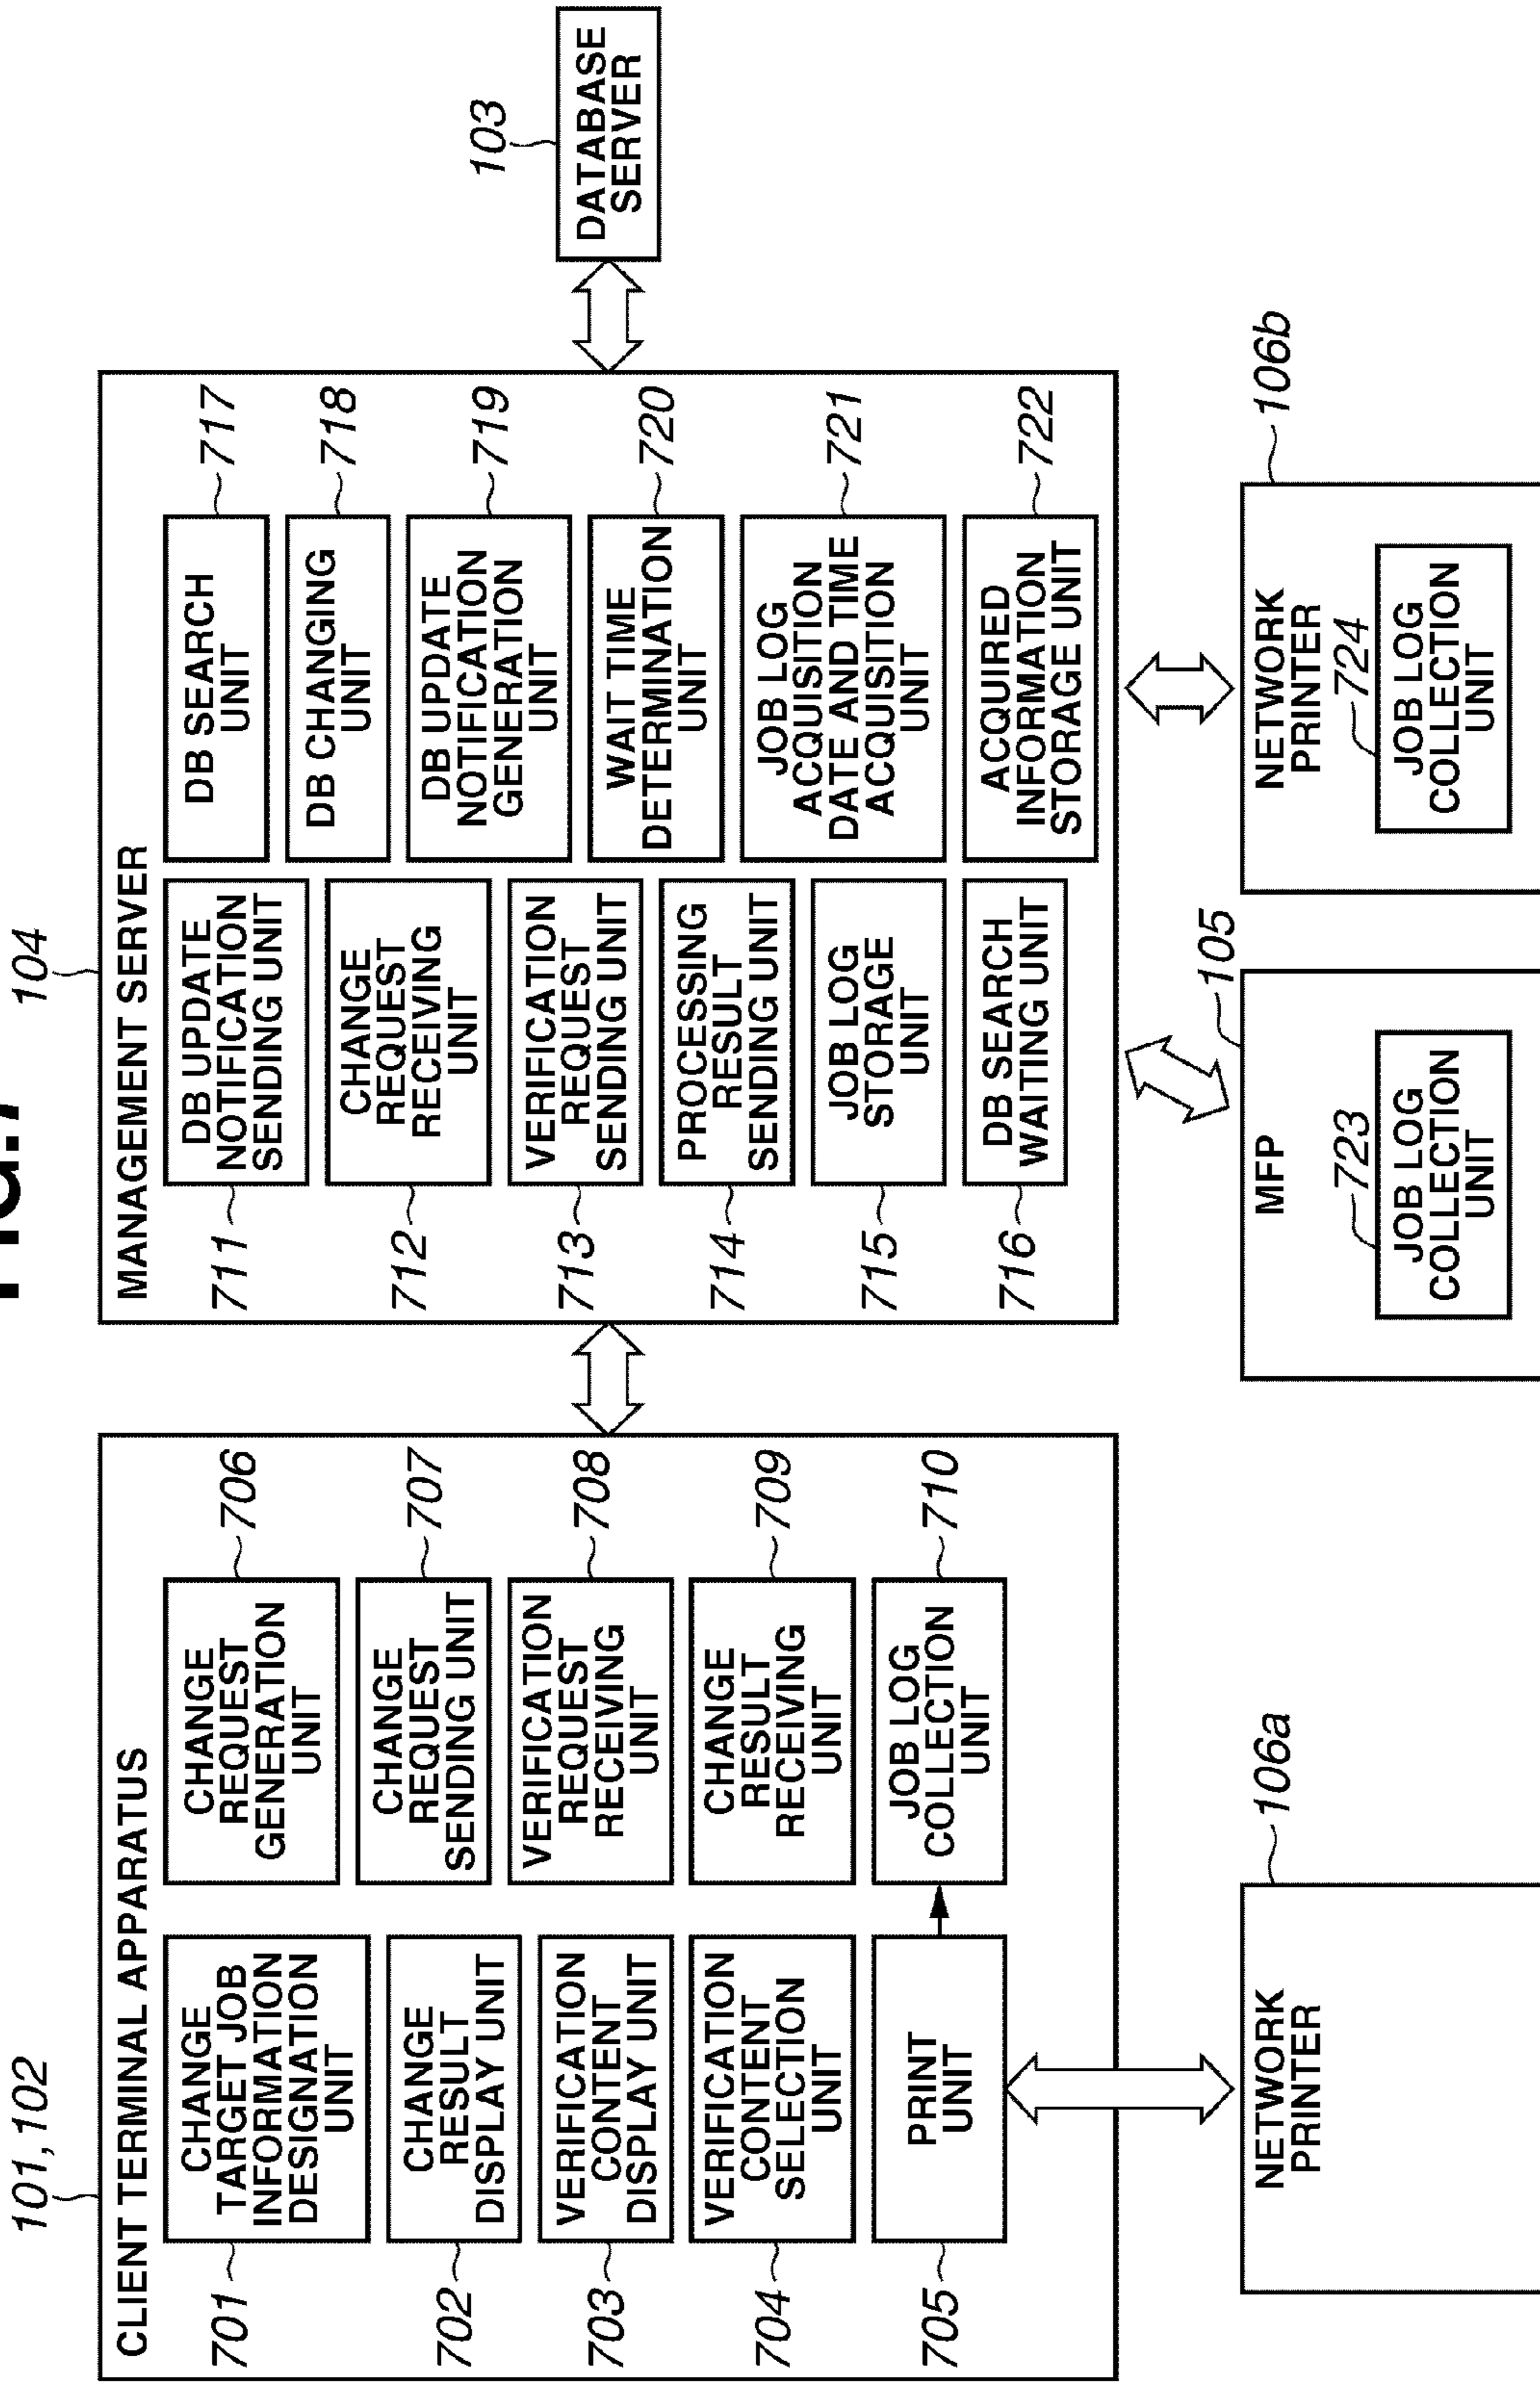 FIG.7
101,102
CLIENT TERMINAL APPARATUS
701
CHANGE
TARGET JOB
INFORMATION
DESIGNATION
UNIT
702
CHANGE
RESULT
DISPLAY UNIT
703
VERIFICATION
CONTENT
DISPLAY UNIT
704
VERIFICATION
CONTENT
SELECTION
UNIT
705
PRINT
UNIT
CHANGE
REQUEST
GENERATION
UNIT
706
CHANGE
REQUEST
SENDING UNIT
707
VERIFICATION
REQUEST
RECEIVING
UNIT
708
CHANGE
RESULT
RECEIVING
UNIT
709
JOB LOG
COLLECTION
UNIT
710
NETWORK
PRINTER
106a
104
MANAGEMENT SERVER
711
DB UPDATE
NOTIFICATION
SENDING UNIT
712
CHANGE
REQUEST
RECEIVING
UNIT
713
VERIFICATION
REQUEST
SENDING UNIT
714
PROCESSING
RESULT
SENDING UNIT
715
JOB LOG
STORAGE
UNIT
716
DB SEARCH
WAITING UNIT
DB SEARCH
UNIT
717
DB CHANGING
UNIT
718
DB UPDATE
NOTIFICATION
GENERATION
UNIT
719
WAIT TIME
DETERMINATION
UNIT
720
JOB LOG
ACQUISITION
DATE AND TIME
ACQUISITION
UNIT
721
ACQUIRED
INFORMATION
STORAGE UNIT
722
103
DATABASE
SERVER
105
MFP
723
JOB LOG
COLLECTION
UNIT
106b
NETWORK
PRINTER
724
JOB LOG
COLLECTION
UNIT